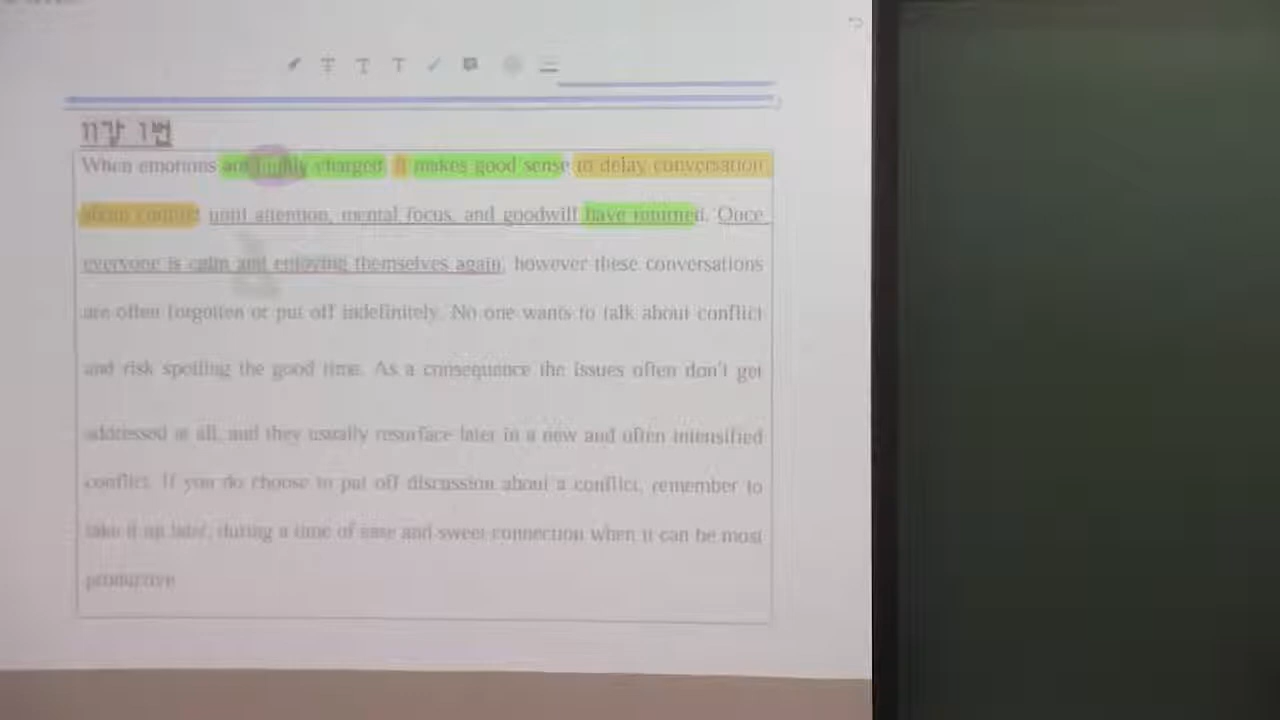 11강 1번
When emotions are highly charged it makes good sense to delay conversation
about conflict until attention, mental focus, and goodwill have returned. Once
everyone is calm and enjoying themselves again, however these conversations
are often forgotten or put off indefinitely. No one wants to talk about conflict
and risk spoiling the good time. As a consequence the issues often don't get
addressed at all, and they usually resurface later in a new and often intensified
conflict. If you do choose to put off discussion about a conflict, remember to
take it up later, during a time of ease and sweet connection when it can be most
productive